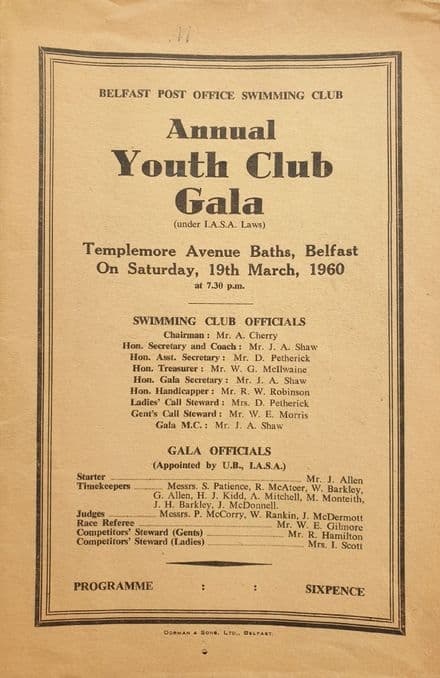 BELFAST POST OFFICE SWIMMING CLUB
Annual
Youth Club
Gala
(under I.A.S.A. Laws)
Templemore Avenue Baths, Belfast
On Saturday, 19th March, 1960
at 7.30 p.m.
SWIMMING CLUB OFFICIALS
Chairman : Mr. A. Cherry
Hon. Secretary and Coach : Mr. J. A. Shaw
Hon. Asst. Secretary : Mr. D. Petherick
Hon. Treasurer : Mr. W. G. McIlwaine
Hon. Gala Secretary : Mr. J. A. Shaw
Hon. Handicapper : Mr. R. W. Robinson
Ladies' Call Steward : Mrs. D. Petherick
Gent's Call Steward : Mr. W. E. Morris
Gala M.C. : Mr. J. A. Shaw
GALA OFFICIALS
(Appointed by U.B., I.A.S.A.)
Starter Mr. J. Allen
Timekeepers Messrs. S. Patience, R. McAteer, W. Barkley,
G. Allen, H. J. Kidd, A. Mitchell, M. Monteith,
J. H. Barkley, J. McDonnell.
Judges Messrs. P. McCorry, W. Rankin, J. McDermott
Race Referee Mr. W. E. Gilmore
Competitors' Steward (Gents) Mr. R. Hamilton
Competitors' Steward (Ladies) Mrs. I. Scott
PROGRAMME : : SIXPENCE
DORMAN & SONS, LTD., BELFAST.